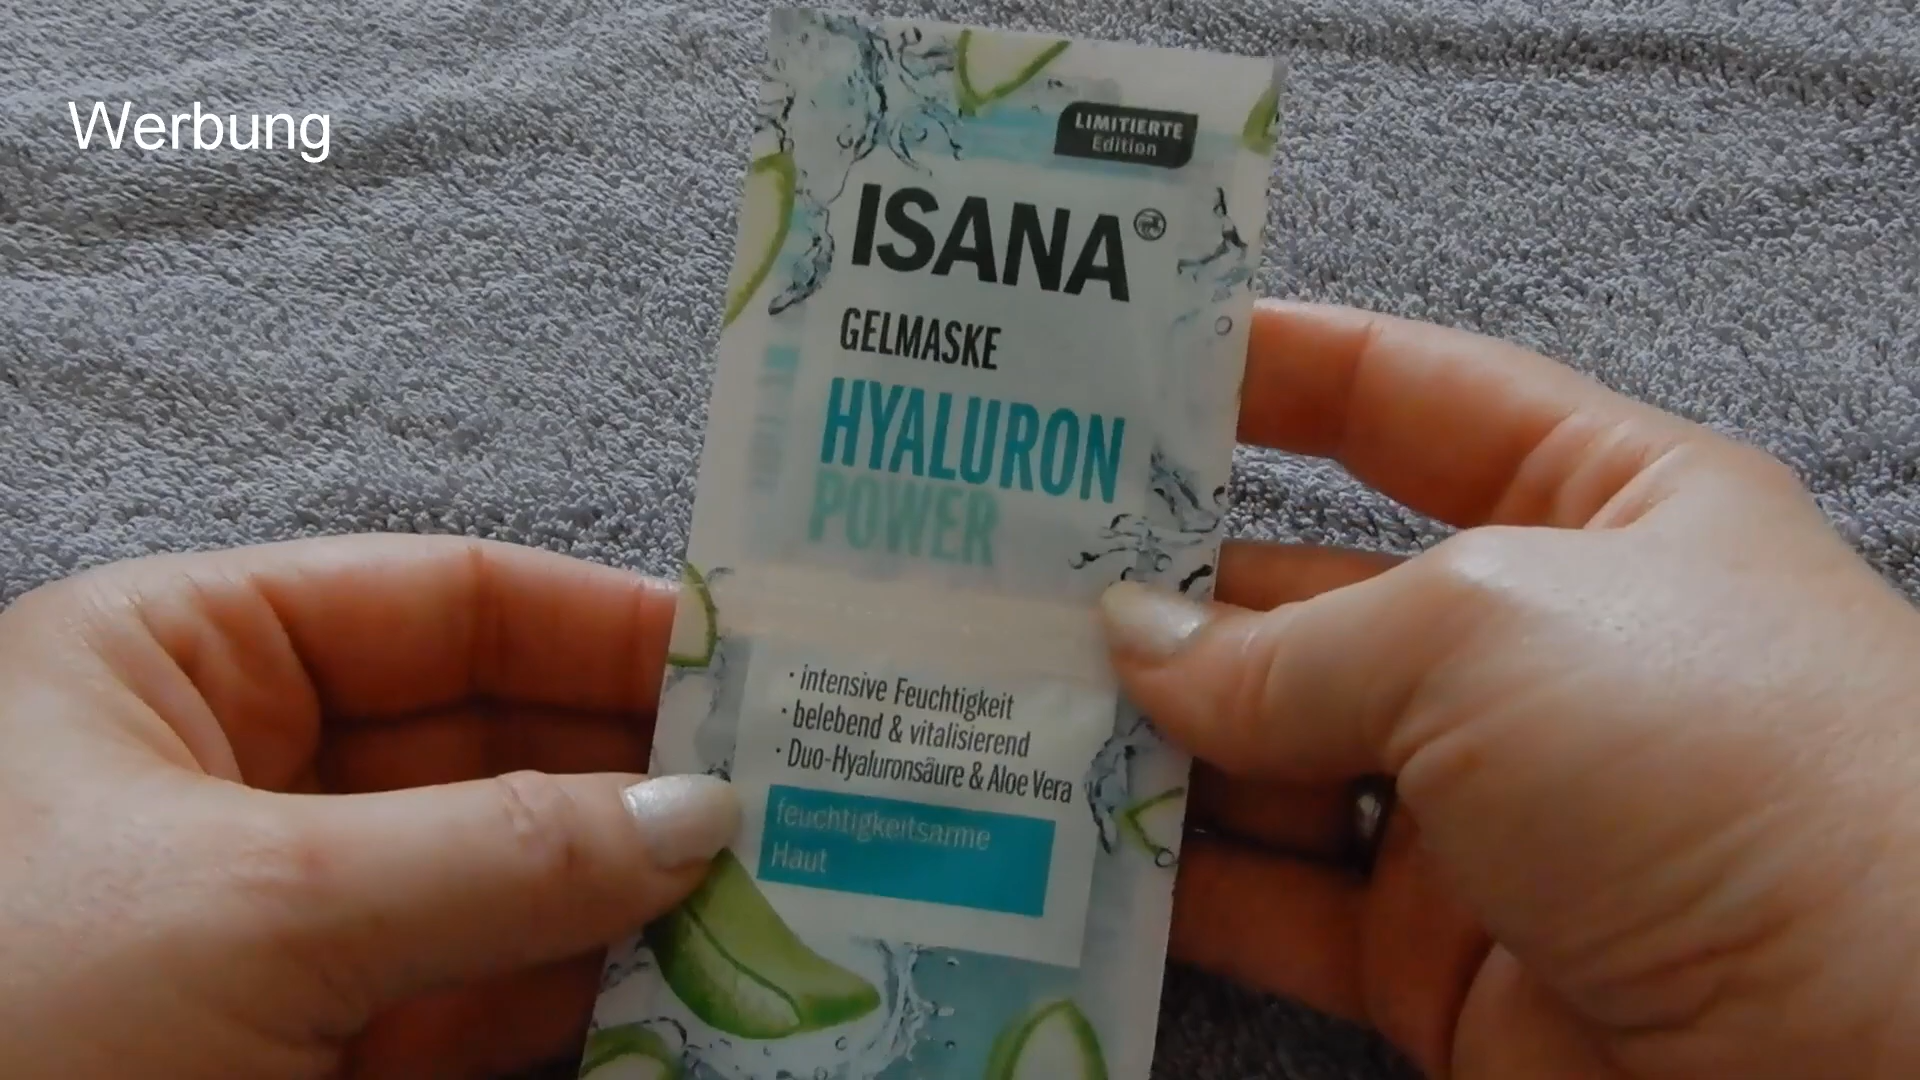 Werbung
LIMITIERTE
Edition
ISANA
GELMASKE
HYALURON
POWER
· intensive Feuchtigkeit
· belebend & vitalisierend
· Duo-Hyaluronsäure & Aloe Vera
feuchtigkeitsarme
Haut